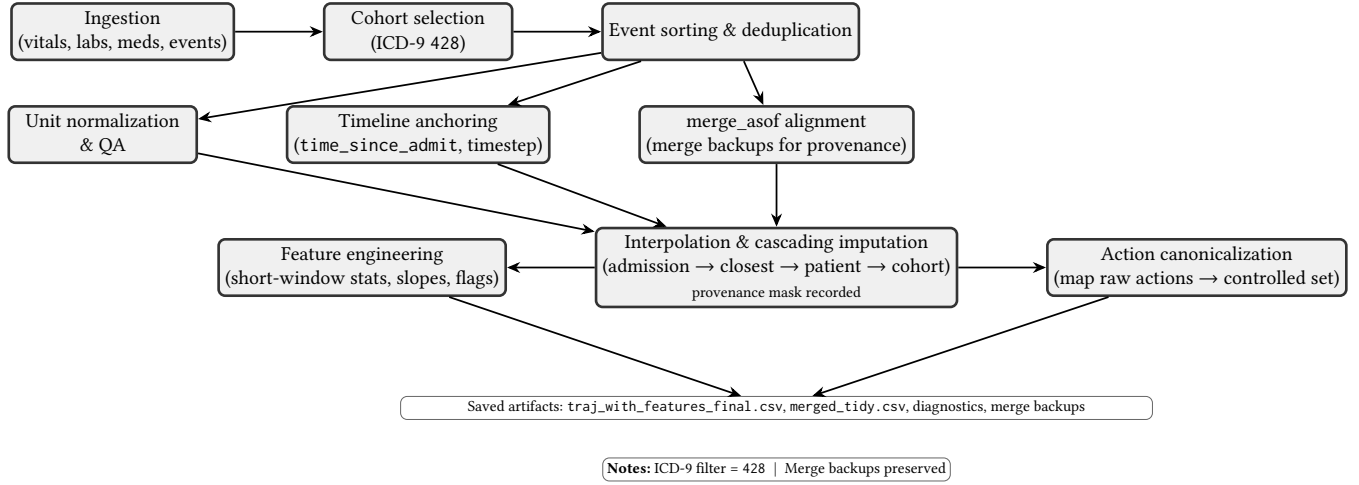 Ingestion
(vitals, labs, meds, events)
Cohort selection
(ICD-9 428)
Event sorting & deduplication
Unit normalization
& QA
Timeline anchoring
(time_since_admit, timestep)
merge_asof alignment
(merge backups for provenance)
Feature engineering
(short-window stats, slopes, flags)
Interpolation & cascading imputation
(admission → closest → patient → cohort)
provenance mask recorded
Action canonicalization
(map raw actions → controlled set)
Saved artifacts: traj_with_features_final.csv, merged_tidy.csv, diagnostics, merge backups
Notes: ICD-9 filter = 428 | Merge backups preserved